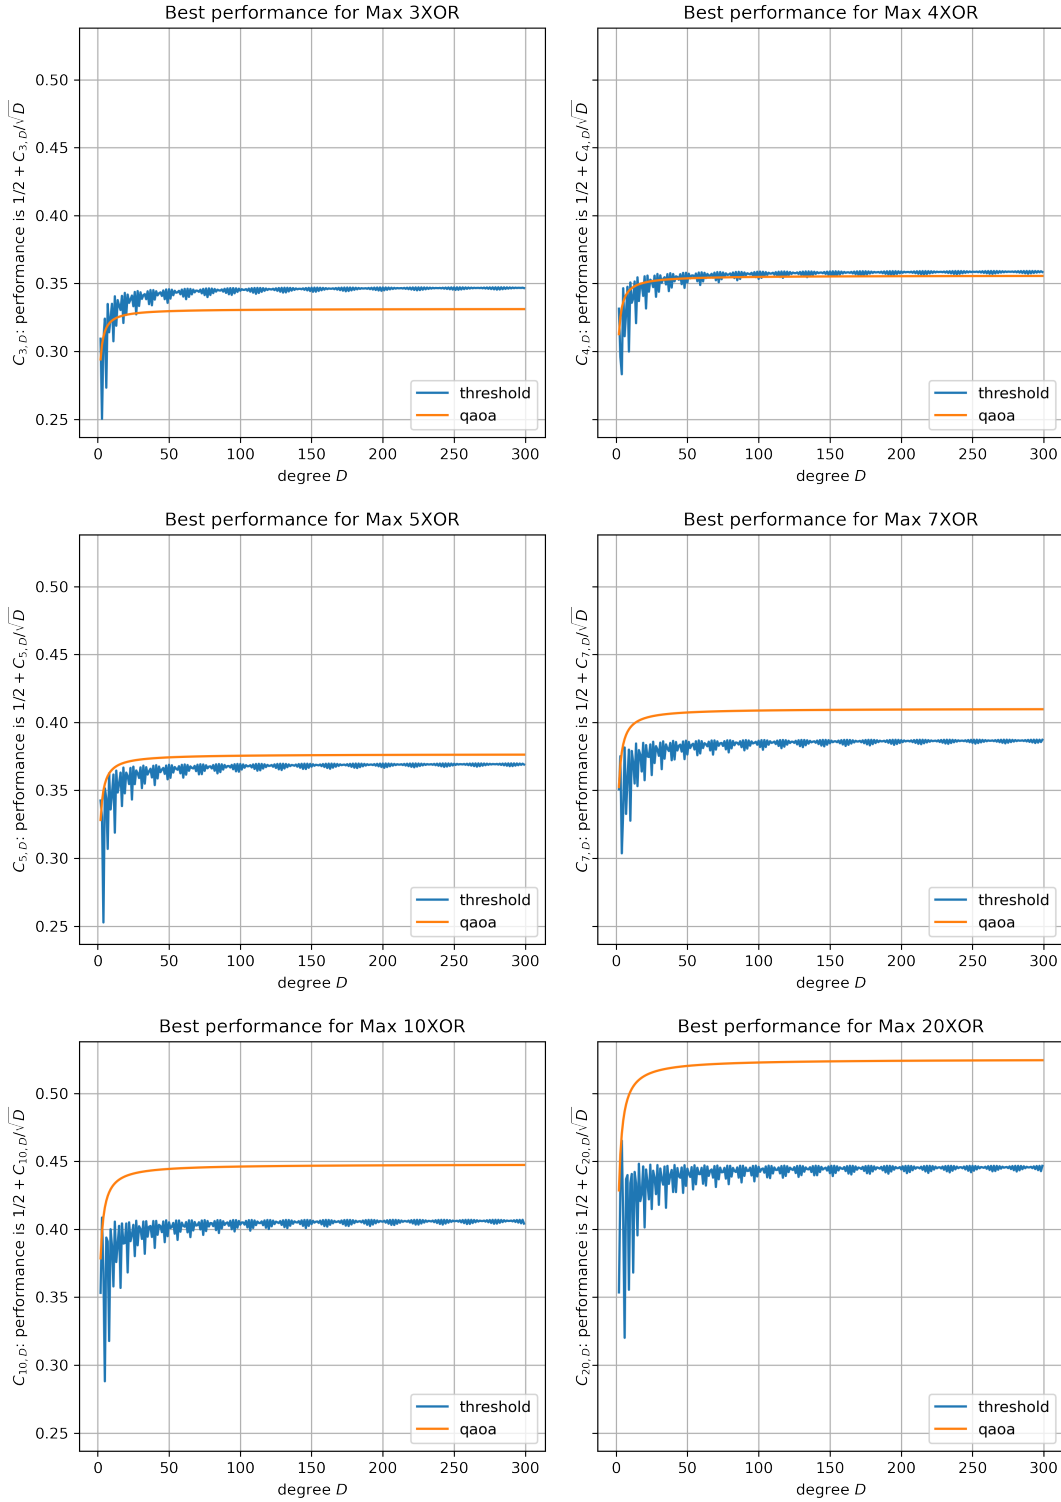 Best performance for Max 3XOR
C_{3,D}: performance is 1/2 + C_{3,D}/√D
0.50
0.45
0.40
0.35
0.30
0.25
0 50 100 150 200 250 300
degree D
threshold
qaoa
Best performance for Max 4XOR
C_{4,D}: performance is 1/2 + C_{4,D}/√D
0 50 100 150 200 250 300
degree D
threshold
qaoa
Best performance for Max 5XOR
C_{5,D}: performance is 1/2 + C_{5,D}/√D
0.50
0.45
0.40
0.35
0.30
0.25
0 50 100 150 200 250 300
degree D
threshold
qaoa
Best performance for Max 7XOR
C_{7,D}: performance is 1/2 + C_{7,D}/√D
0 50 100 150 200 250 300
degree D
threshold
qaoa
Best performance for Max 10XOR
C_{10,D}: performance is 1/2 + C_{10,D}/√D
0.50
0.45
0.40
0.35
0.30
0.25
0 50 100 150 200 250 300
degree D
threshold
qaoa
Best performance for Max 20XOR
C_{20,D}: performance is 1/2 + C_{20,D}/√D
0 50 100 150 200 250 300
degree D
threshold
qaoa